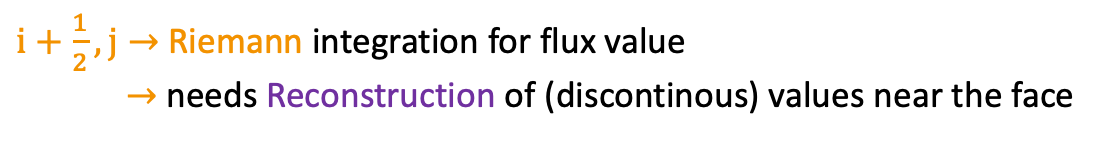 i + 1/2, j → Riemann integration for flux value
→ needs Reconstruction of (discontinous) values near the face